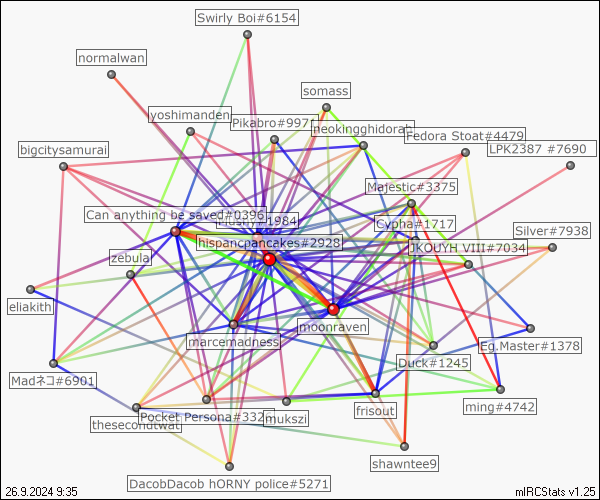 Swirly Boi#6154
normalwan
somass
yoshimanden
Pikabro#9971
neokingghidorah
Fedora Stoat#4479
LPK2387 #7690
bigcitysamurai
Majestic#3375
Can anything be saved#0396
#1984
Cypha#1717
Silver#7938
hispancpancakes#2928
JKOUYH VIII#7034
zebula
eliakith
moonraven
marcemadness
Eg.Master#1378
Duck#1245
Madネコ#6901
Pocket Persona#332
mukszi
frisout
ming#4742
thesecondtwat
shawntee9
DacobDacob hORNY police#5271
26.9.2024 9:35
mIRCStats v1.25